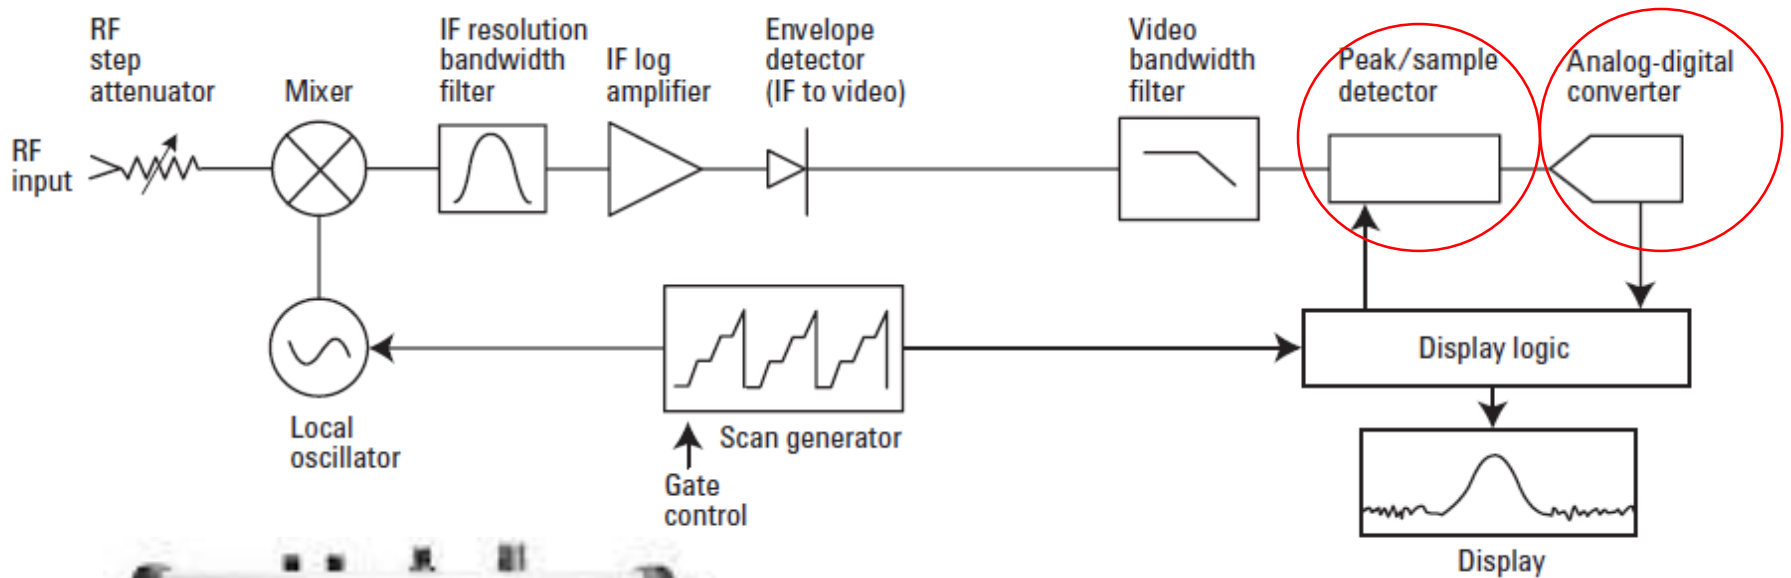 RF
step
attenuator
Mixer
IF resolution
bandwidth
filter
IF log
amplifier
Envelope
detector
(IF to video)
Video
bandwidth
filter
Peak/sample
detector
Analog-digital
converter
RF
input
Local
oscillator
Scan generator
Gate
control
Display logic
Display